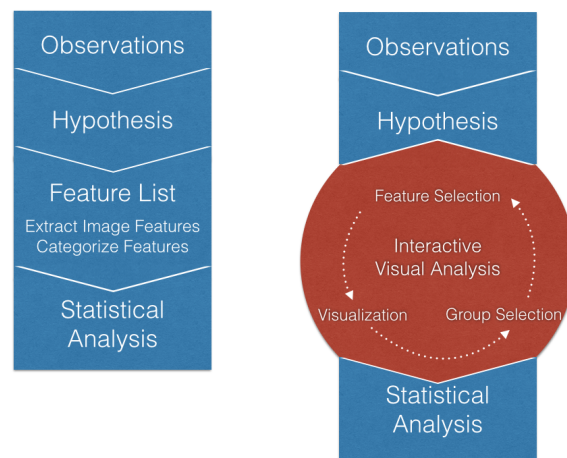 Observations
Hypothesis
Feature List
Extract Image Features
Categorize Features
Statistical
Analysis
Observations
Hypothesis
Feature Selection
Interactive
Visual Analysis
Visualization
Group Selection
Statistical
Analysis